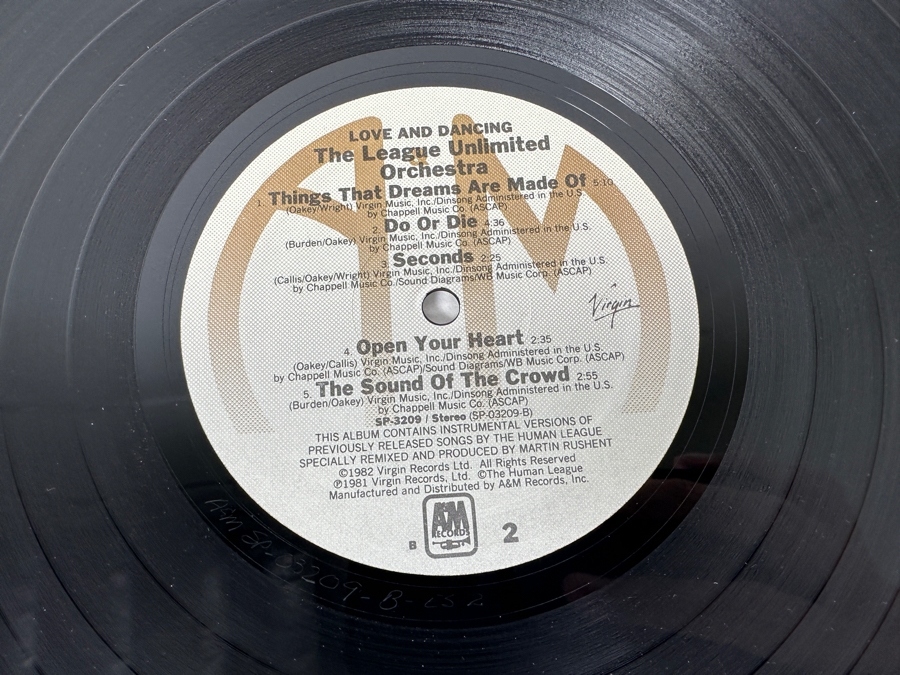 LOVE AND DANCING
The League Unlimited
Orchestra
1. Things That Dreams Are Made Of 5:10
(Oakey/Wright) Virgin Music, Inc./Dinsong Administered in the U.S.
by Chappell Music Co. (ASCAP)
2. Do Or Die 4:36
(Burden/Oakey) Virgin Music, Inc./Dinsong Administered in the U.S.
by Chappell Music Co. (ASCAP)
3. Seconds 2:25
(Callis/Oakey/Wright) Virgin Music, Inc./Dinsong Administered in the U.S.
by Chappell Music Co./Sound Diagrams/WB Music Corp. (ASCAP)
Virgin
4. Open Your Heart 2:35
(Oakey/Callis) Virgin Music, Inc./Dinsong Administered in the U.S.
by Chappell Music Co. (ASCAP)/Sound Diagrams/WB Music Corp. (ASCAP)
5. The Sound Of The Crowd 2:55
(Burden/Oakey) Virgin Music, Inc./Dinsong Administered in the U.S.
by Chappell Music Co. (ASCAP)
SP-3209 / Stereo (SP-03209-B)
THIS ALBUM CONTAINS INSTRUMENTAL VERSIONS OF
PREVIOUSLY RELEASED SONGS BY THE HUMAN LEAGUE
SPECIALLY REMIXED AND PRODUCED BY MARTIN RUSHENT
©1982 Virgin Records Ltd. All Rights Reserved
℗1981 Virgin Records, Ltd. ©The Human League
Manufactured and Distributed by A&M Records, Inc.
A&M
RECORDS
B 2